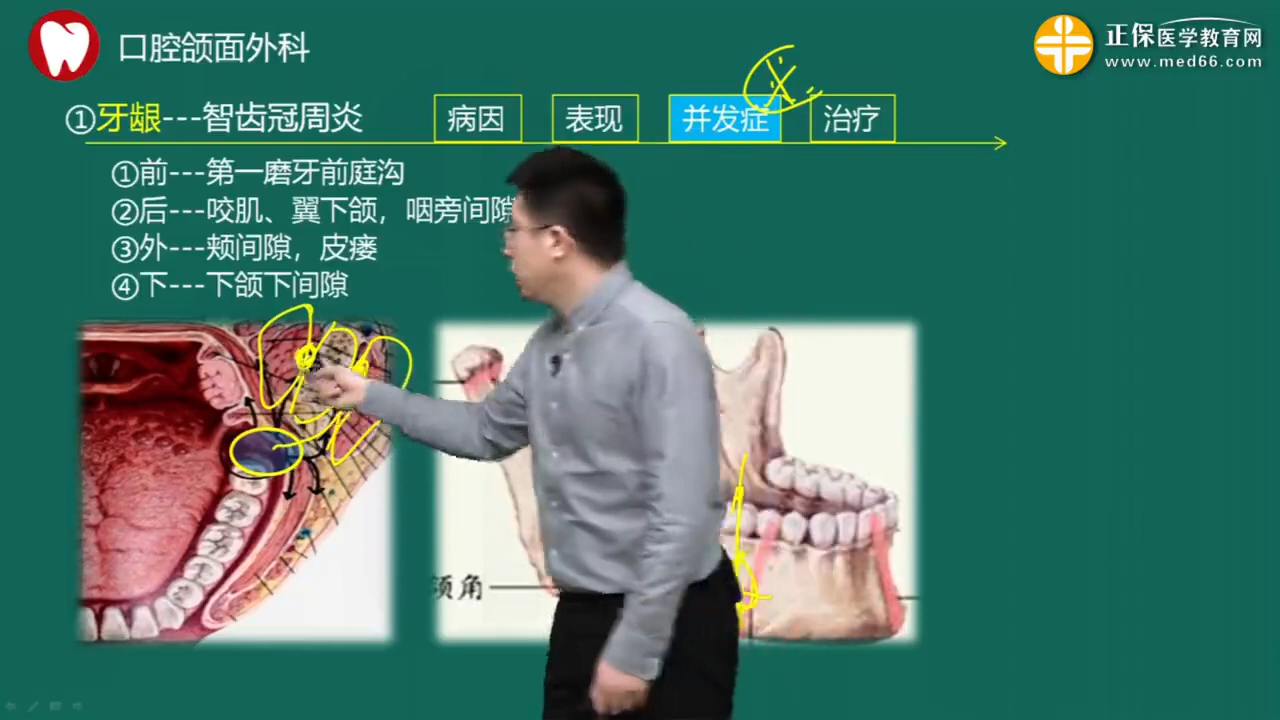 口腔颌面外科
正保医学教育网
www.med66.com
①牙龈---智齿冠周炎
病因
表现
并发症
治疗
①前---第一磨牙前庭沟
②后---咬肌、翼下颌，咽旁间隙
③外---颊间隙，皮瘘
④下---下颌下间隙
角